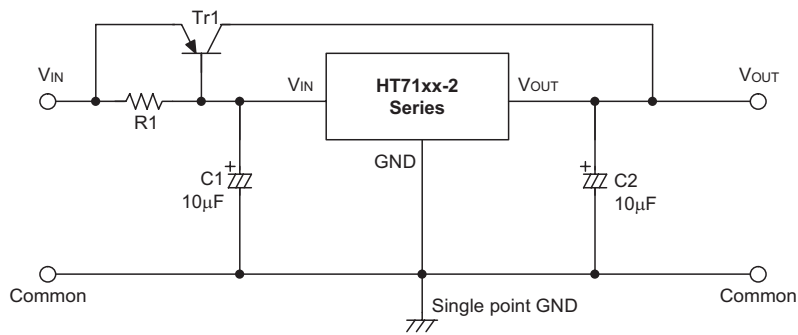 Tr1
VIN
R1
VIN
HT71xx-2
Series
VOUT
VOUT
GND
C1
10μF
C2
10μF
Common
Single point GND
Common